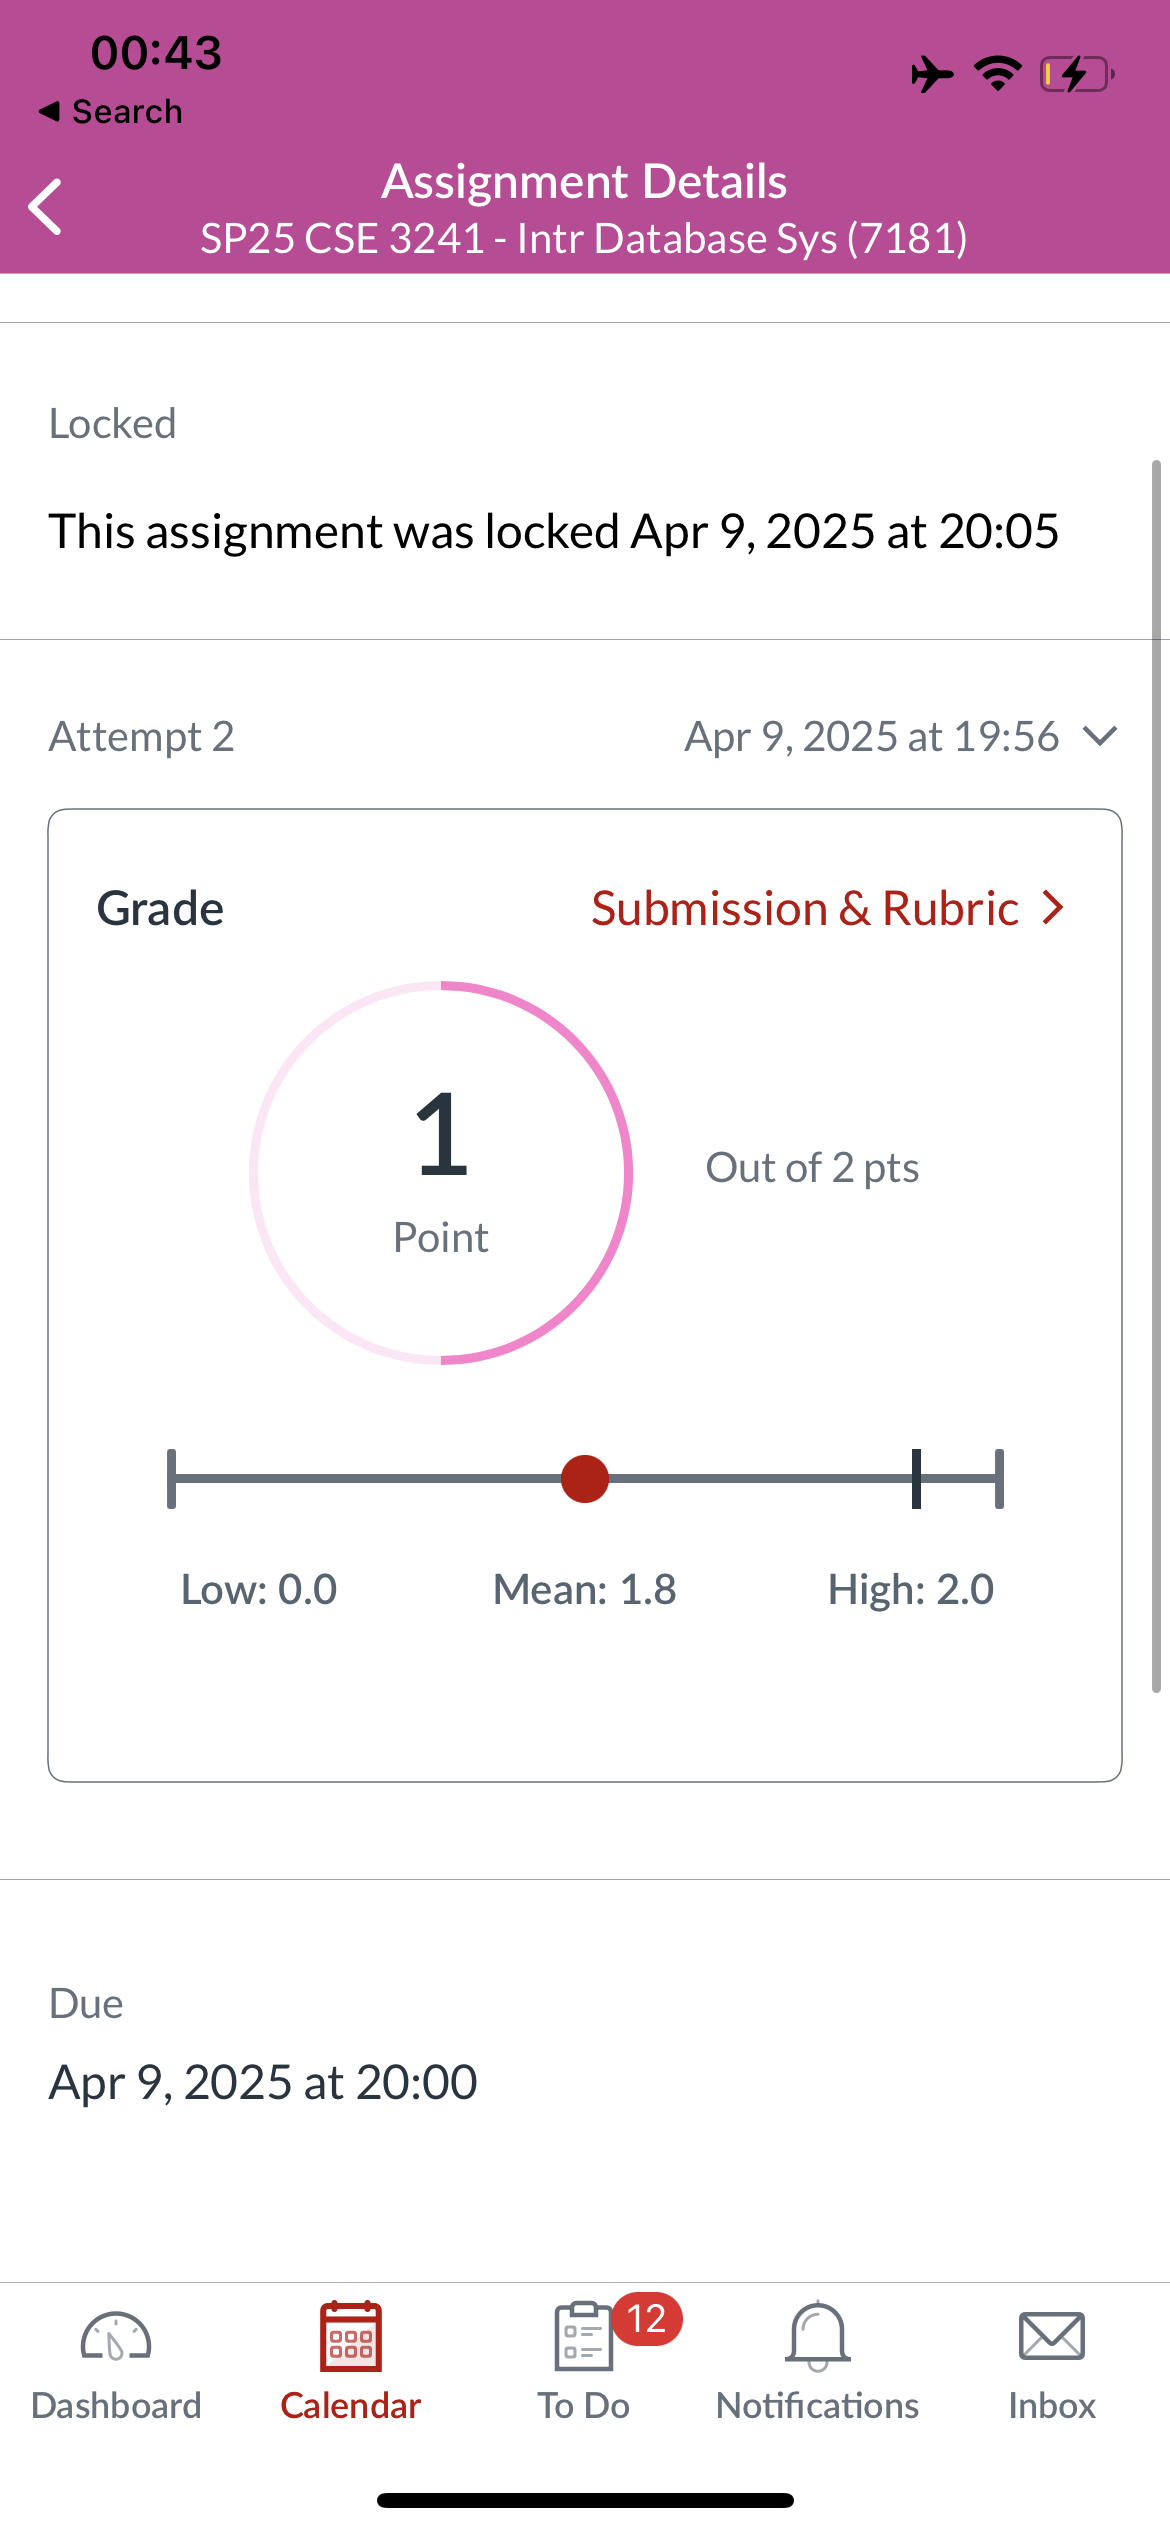 00:43
Search
Assignment Details
SP25 CSE 3241 - Intr Database Sys (7181)
Locked
This assignment was locked Apr 9, 2025 at 20:05
Attempt 2 Apr 9, 2025 at 19:56
Grade Submission & Rubric
1
Point
Out of 2 pts
Low: 0.0 Mean: 1.8 High: 2.0
Due
Apr 9, 2025 at 20:00
12
Dashboard Calendar To Do Notifications Inbox